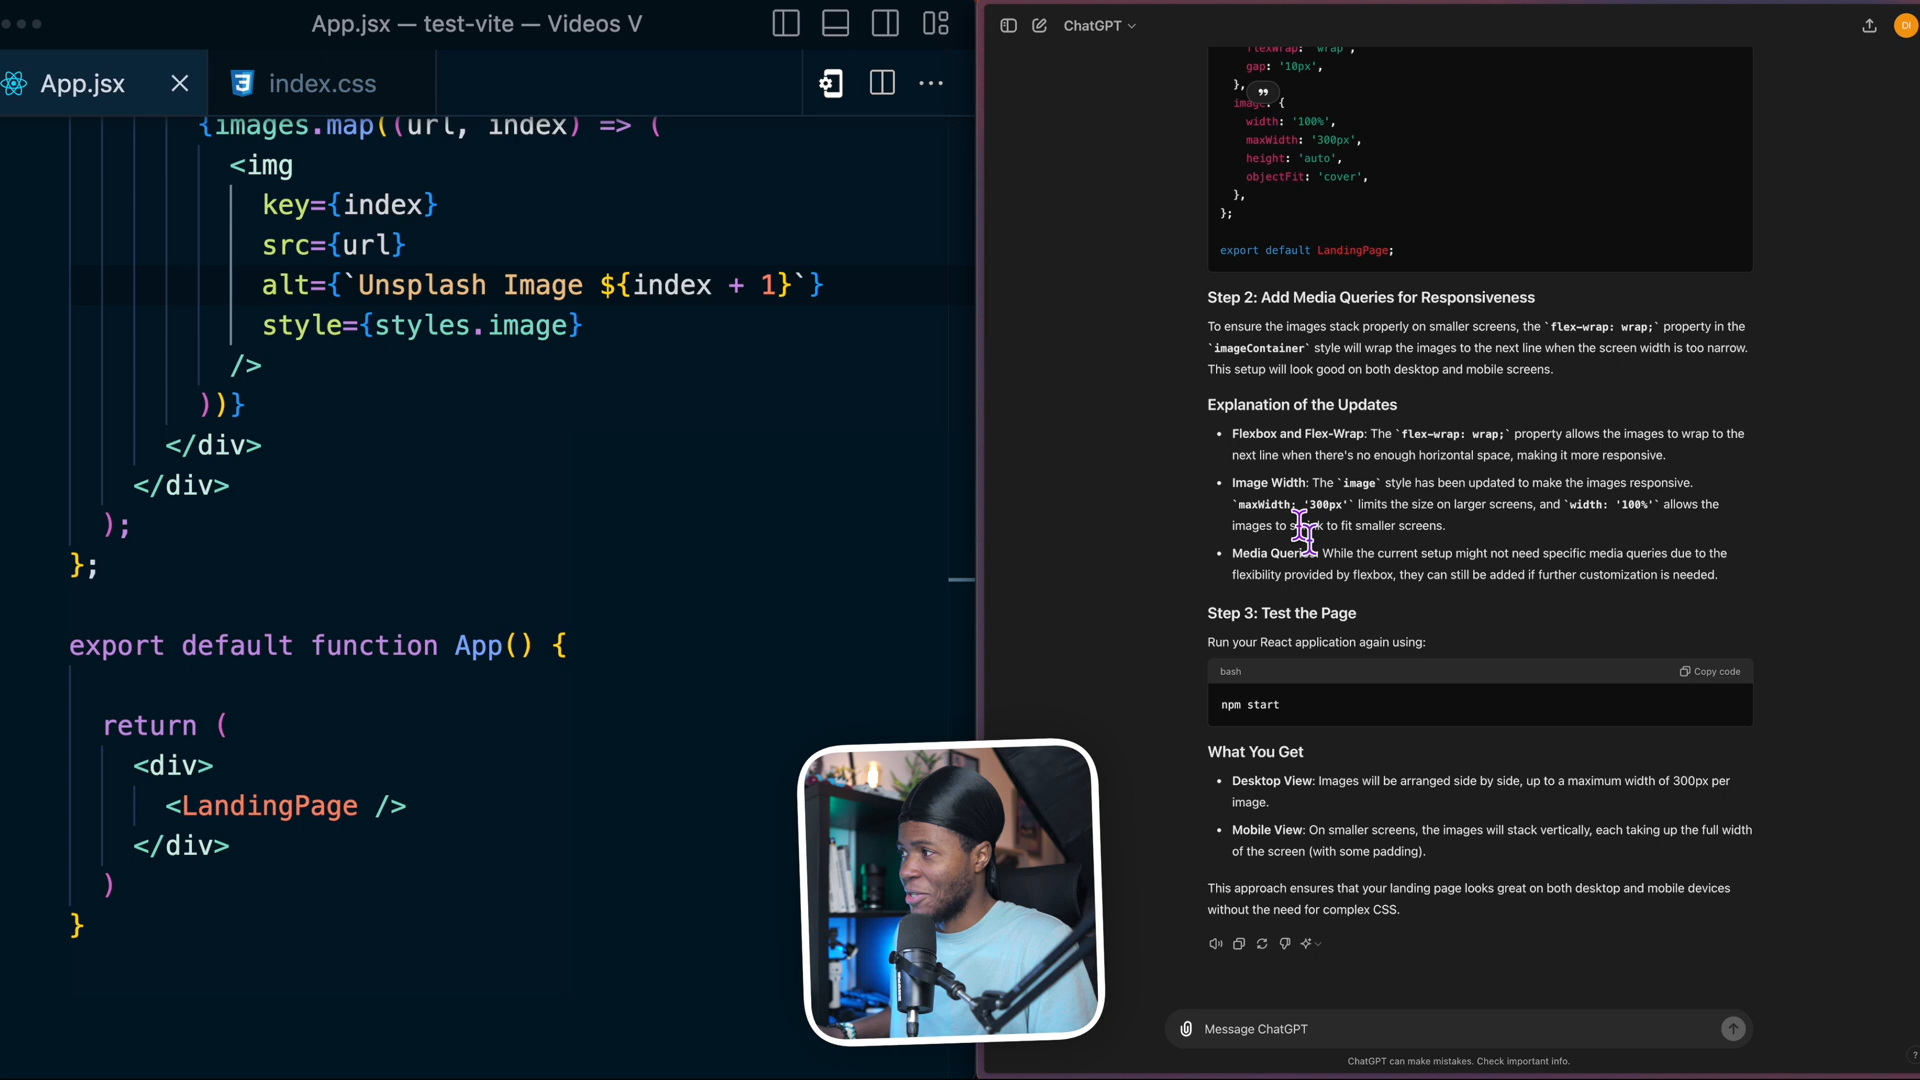 App.jsx — test-vite — Videos V
App.jsx
index.css
{images.map((url, index) => (
<img
key={index}
src={url}
alt={`Unsplash Image ${index + 1}`}
style={styles.image}
/>
))}
</div>
</div>
);
};
export default function App() {
return (
<div>
<LandingPage />
</div>
)
}
ChatGPT
DI
flexWrap: 'wrap',
gap: '10px',
},
image: {
width: '100%',
maxWidth: '300px',
height: 'auto',
objectFit: 'cover',
},
};
export default LandingPage;
Step 2: Add Media Queries for Responsiveness
To ensure the images stack properly on smaller screens, the `flex-wrap: wrap;` property in the
`imageContainer` style will wrap the images to the next line when the screen width is too narrow.
This setup will look good on both desktop and mobile screens.
Explanation of the Updates
• Flexbox and Flex-Wrap: The `flex-wrap: wrap;` property allows the images to wrap to the
next line when there's no enough horizontal space, making it more responsive.
• Image Width: The `image` style has been updated to make the images responsive.
`maxWidth: '300px'` limits the size on larger screens, and `width: '100%'` allows the
images to shrink to fit smaller screens.
• Media Queries: While the current setup might not need specific media queries due to the
flexibility provided by flexbox, they can still be added if further customization is needed.
Step 3: Test the Page
Run your React application again using:
bash
Copy code
npm start
What You Get
• Desktop View: Images will be arranged side by side, up to a maximum width of 300px per
image.
• Mobile View: On smaller screens, the images will stack vertically, each taking up the full width
of the screen (with some padding).
This approach ensures that your landing page looks great on both desktop and mobile devices
without the need for complex CSS.
Message ChatGPT
ChatGPT can make mistakes. Check important info.
?